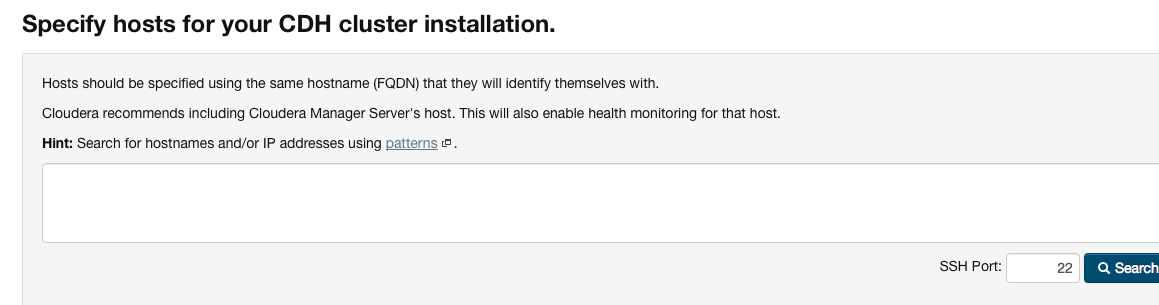 Specify hosts for your CDH cluster installation.
Hosts should be specified using the same hostname (FQDN) that they will identify themselves with.
Cloudera recommends including Cloudera Manager Server's host. This will also enable health monitoring for that host.
Hint: Search for hostnames and/or IP addresses using patterns .
SSH Port: 22 Search